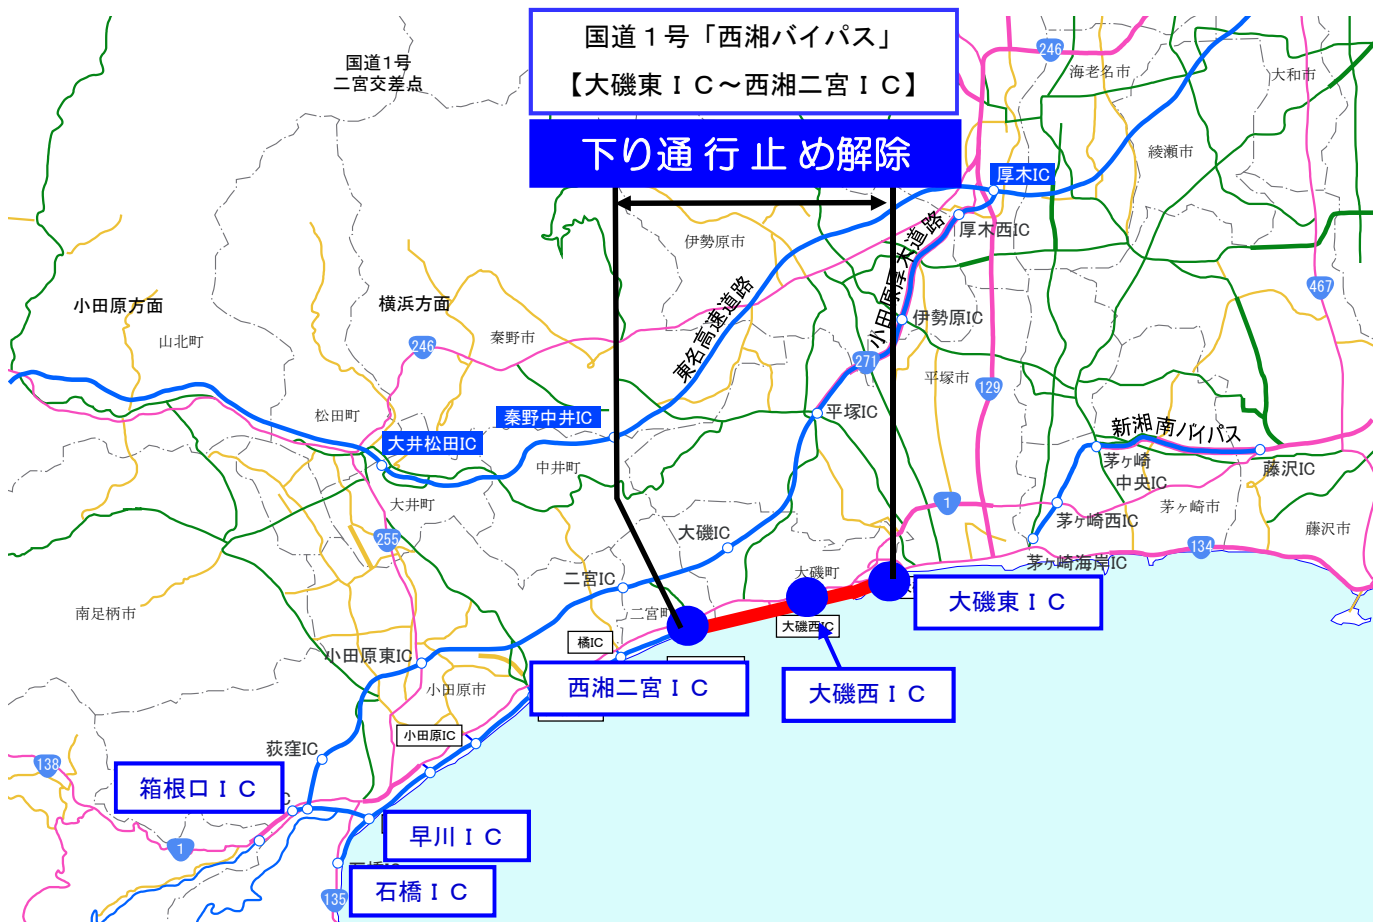 国道１号「西湘バイパス」
【大磯東ＩＣ～西湘二宮ＩＣ】
下り通行止め解除
国道1号
二宮交差点
246
海老名市
大和市
綾瀬市
厚木IC
厚木西IC
伊勢原市
小田原厚木道路
467
小田原方面
横浜方面
東名高速道路
伊勢原IC
山北町
246
秦野市
271
平塚市
129
松田町
秦野中井IC
平塚IC
新湘南バイパス
大井松田IC
中井町
茅ヶ崎
中央IC
藤沢IC
大井町
1
茅ヶ崎西IC
茅ヶ崎市
藤沢市
255
大磯IC
134
茅ヶ崎海岸IC
二宮IC
大磯町
南足柄市
二宮町
大磯東ＩＣ
大磯西IC
橘IC
小田原東IC
小田原市
西湘二宮ＩＣ
大磯西ＩＣ
小田原IC
荻窪IC
138
箱根口ＩＣ
1
早川ＩＣ
石橋ＩＣ
135